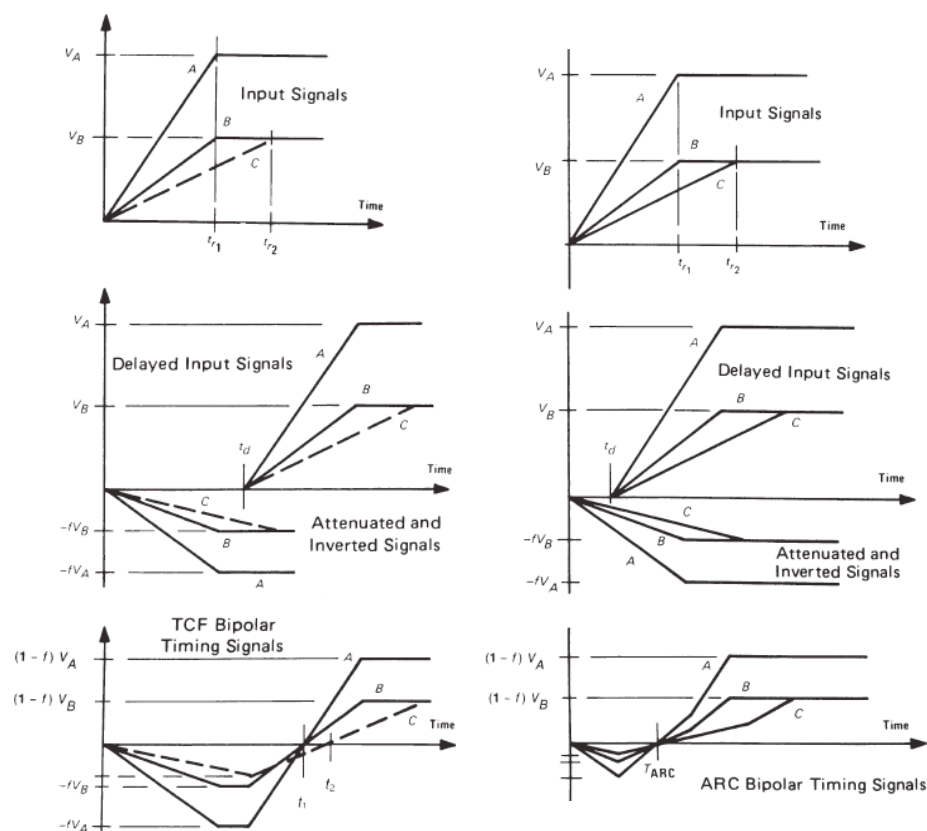 V_A
A
Input Signals
V_B
B
C
Time
t_r1
t_r2
V_A
A
Input Signals
V_B
B
C
Time
t_r1
t_r2
V_A
A
Delayed Input Signals
V_B
B
C
t_d
Time
C
-fV_B
B
Attenuated and
Inverted Signals
-fV_A
A
V_A
A
Delayed Input Signals
V_B
B
C
t_d
Time
C
-fV_B
B
A
Attenuated and
Inverted Signals
-fV_A
TCF Bipolar
Timing Signals
(1 - f) V_A
A
(1 - f) V_B
B
C
Time
-fV_B
t_1
t_2
-fV_A
(1 - f) V_A
A
(1 - f) V_B
B
C
Time
T_ARC
ARC Bipolar Timing Signals